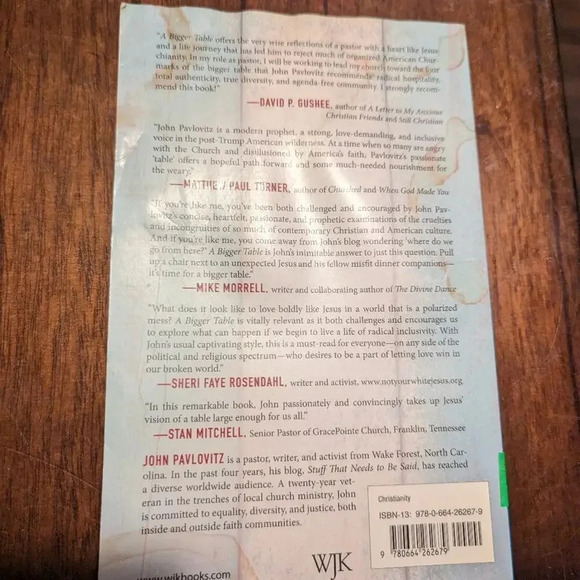 "A Bigger Table offers the very wise reflections of a pastor with a heart like Jesus
and a life journey that has led him to reject much of organized American Chur-
chianity. In my role as pastor, I will be working to lead my church toward the four
marks of the bigger table that John Pavlovitz recommends: radical hospitality,
total authenticity, true diversity, and agenda-free community. I strongly recom-
mend this book!"
—DAVID P. GUSHEE, author of A Letter to My Anxious
Christian Friends and Still Christian
"John Pavlovitz is a modern prophet, a strong, love-demanding, and inclusive
voice in the post-Trump American wilderness. At a time when so many are angry
with the Church and disillusioned by America's faith, Pavlovitz's passionate
'table' offers a hopeful path forward and some much-needed nourishment for
the weary."
—MATTHEW PAUL TURNER, author of Churched and When God Made You
"If you're like me, you've been both challenged and encouraged by John Pav-
lovitz's concise, heartfelt, passionate, and prophetic examinations of the cruelties
and incongruities of so much of contemporary Christian and American culture.
And if you're like me, you come away from John's blog wondering 'where do we
go from here?' A Bigger Table is John's inimitable answer to just this question. Pull
up a chair next to an unexpected Jesus and his fellow misfit dinner companions—
it's time for a bigger table."
—MIKE MORRELL, writer and collaborating author of The Divine Dance
"What does it look like to love boldly like Jesus in a world that is a polarized
mess? A Bigger Table is vitally relevant as it both challenges and encourages us
to explore what can happen if we begin to live a life of radical inclusivity. With
John's usual captivating style, this is a must-read for everyone—on any side of the
political and religious spectrum—who desires to be a part of letting love win in
our broken world."
—SHERI FAYE ROSENDAHL, writer and activist, www.notyourwhitejesus.org
"In this remarkable book, John passionately and convincingly takes up Jesus'
vision of a table large enough for us all."
—STAN MITCHELL, Senior Pastor of GracePointe Church, Franklin, Tennessee
JOHN PAVLOVITZ is a pastor, writer, and activist from Wake Forest, North Car-
olina. In the past four years, his blog, Stuff That Needs to Be Said, has reached
a diverse worldwide audience. A twenty-year vet-
eran in the trenches of local church ministry, John
is committed to equality, diversity, and justice, both
inside and outside faith communities.
www.wjkbooks.com
WJK
Christianity
ISBN-13: 978-0-664-26267-9
9 780664 262679